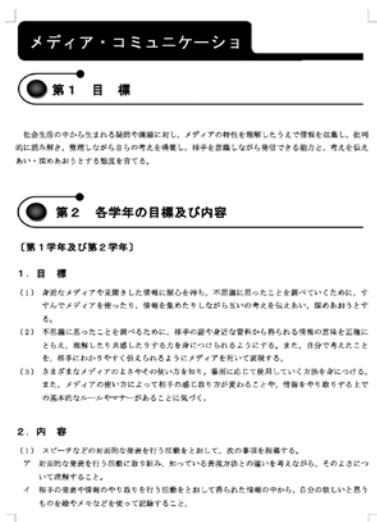 メディア・コミュニケーショ
第１　目　標
社会生活の中から生まれる疑問や課題に対し、メディアの特性を理解したうえで情報を収集し、批判
的に読み解き、整理しながら自らの考えを構築し、相手を意識しながら発信できる能力と、考えを伝え
あい・深めあおうとする態度を育てる。
第２　各学年の目標及び内容
〔第１学年及び第２学年〕
１．目　標
（１）　身近なメディアや見聞きした情報に関心を持ち、不思議に思ったことを調べていくために、す
すんでメディアを使ったり、情報を集めたりしながら互いの考えを伝えあい、深めあおうとす
る。
（２）　不思議に思ったことを調べるために、相手の話や身近な資料から得られる情報の意味を正確に
とらえ、理解したり共感したりする力を身につけられるようにする。また、自分で考えたこと
を、相手にわかりやすく伝えられるようにメディアを用いて表現する。
（３）　さまざまなメディアのよさやその使い方を知り、場面に応じて使用していく方法を身につける。
また、メディアの使い方によって相手の感じ取り方が変わることや、情報をやり取りする上で
の基本的なルールやマナーがあることに気づく。
２．内　容
（１）　スピーチなどの対面的な発表を行う活動をとおして、次の事項を指導する。
ア　対面的な発表を行う活動に取り組み、知っている表現方法との違いを考えながら、そのよさにつ
いて理解すること。
イ　相手の発表や情報のやり取りを行う活動をとおして得られた情報の中から、自分の欲しいと思う
ものを絵やメモなどを使って記録すること。